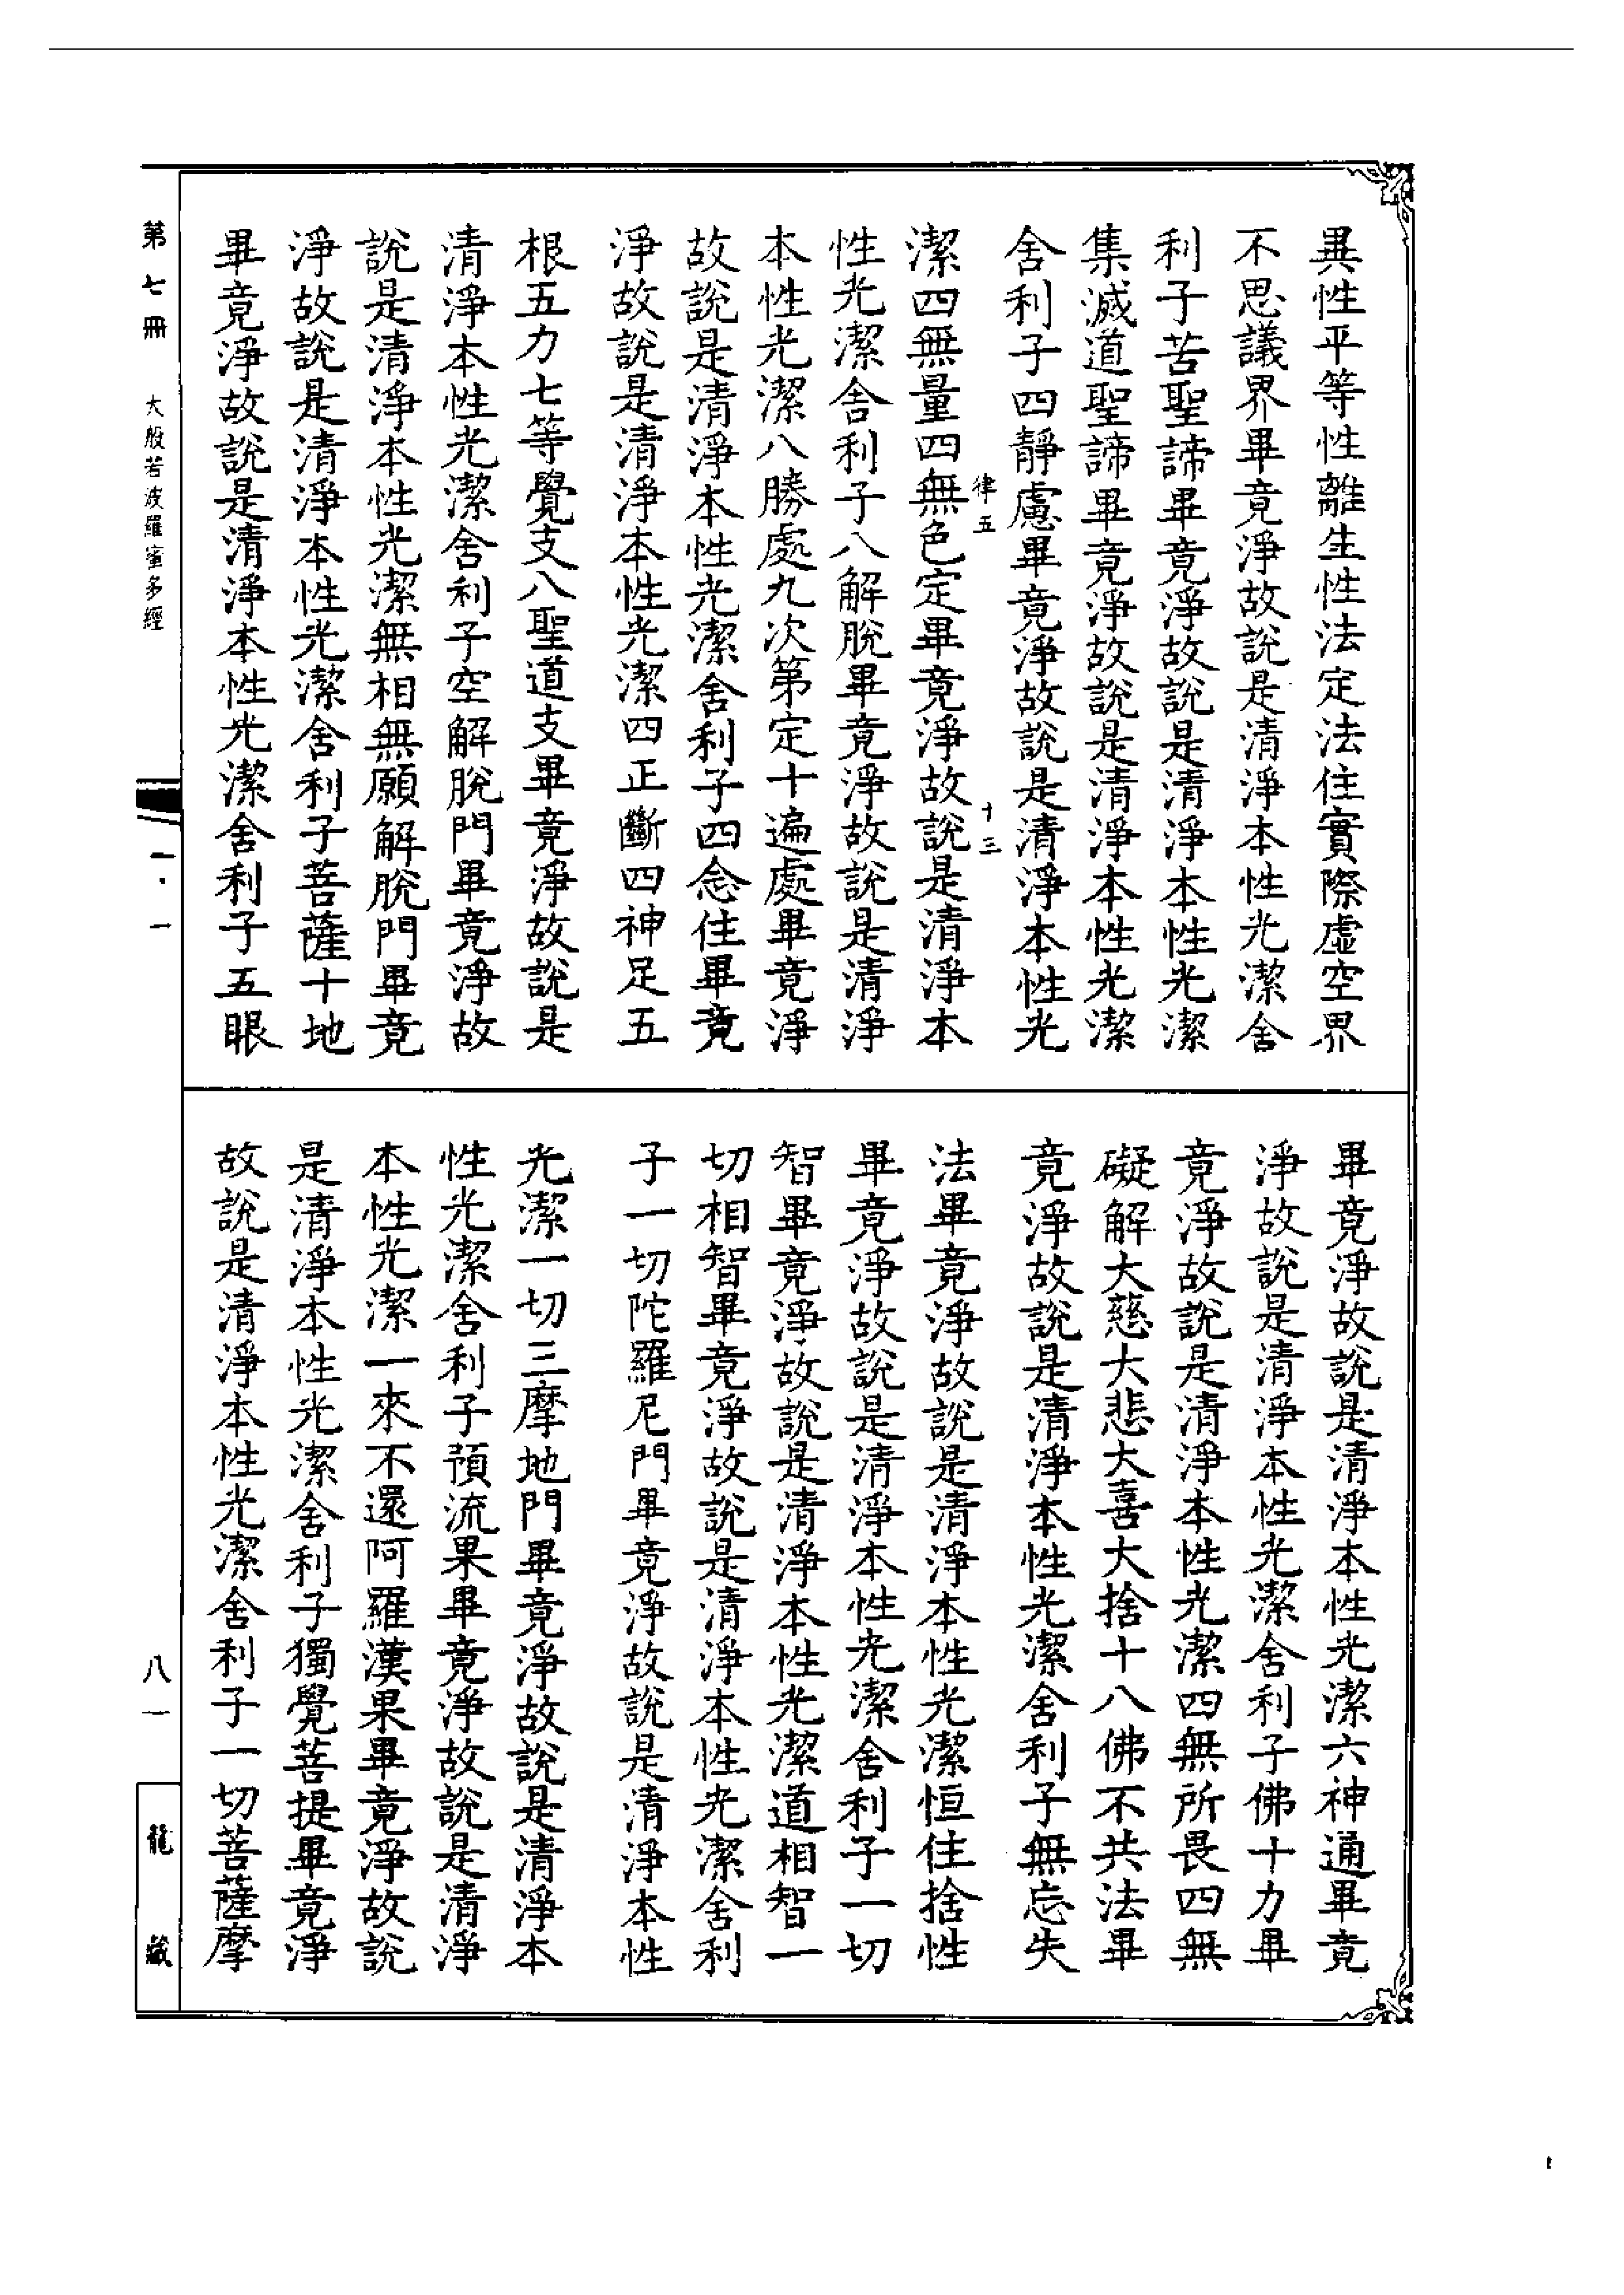 異性平等性離生性法定法住實際虛空界
不思議界畢竟淨故說是清淨本性光潔舍
利子苦聖諦畢竟淨故說是清淨本性光潔
集滅道聖諦畢竟淨故說是清淨本性光潔
舍利子四靜慮畢竟淨故說是清淨本性光
律五 十三
潔四無量四無色定畢竟淨故說是清淨本
性光潔舍利子八解脫畢竟淨故說是清淨
本性光潔八勝處九次第定十遍處畢竟淨
故說是清淨本性光潔舍利子四念住畢竟
淨故說是清淨本性光潔四正斷四神足五
根五力七等覺支八聖道支畢竟淨故說是
清淨本性光潔舍利子空解脫門畢竟淨故
說是清淨本性光潔無相無願解脫門畢竟
淨故說是清淨本性光潔舍利子菩薩十地
畢竟淨故說是清淨本性光潔舍利子五眼
畢竟淨故說是清淨本性光潔六神通畢竟
淨故說是清淨本性光潔舍利子佛十力畢
竟淨故說是清淨本性光潔四無所畏四無
礙解大慈大悲大喜大捨十八佛不共法畢
竟淨故說是清淨本性光潔舍利子無忘失
法畢竟淨故說是清淨本性光潔恒住捨性
畢竟淨故說是清淨本性光潔舍利子一切
智畢竟淨故說是清淨本性光潔道相智一
切相智畢竟淨故說是清淨本性光潔舍利
子一切陀羅尼門畢竟淨故說是清淨本性
光潔一切三摩地門畢竟淨故說是清淨本
性光潔舍利子預流果畢竟淨故說是清淨
本性光潔一來不還阿羅漢果畢竟淨故說
是清淨本性光潔舍利子獨覺菩提畢竟淨
故說是清淨本性光潔舍利子一切菩薩摩
第七冊 大般若波羅蜜多經 一·一 八一 龍藏